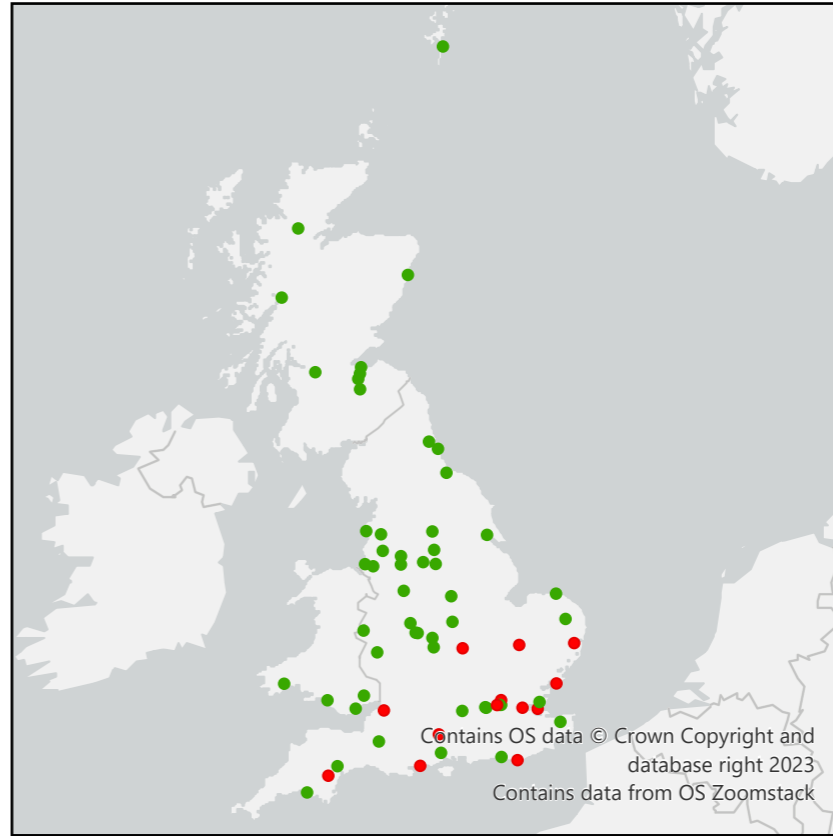 Contains OS data © Crown Copyright and
database right 2023
Contains data from OS Zoomstack